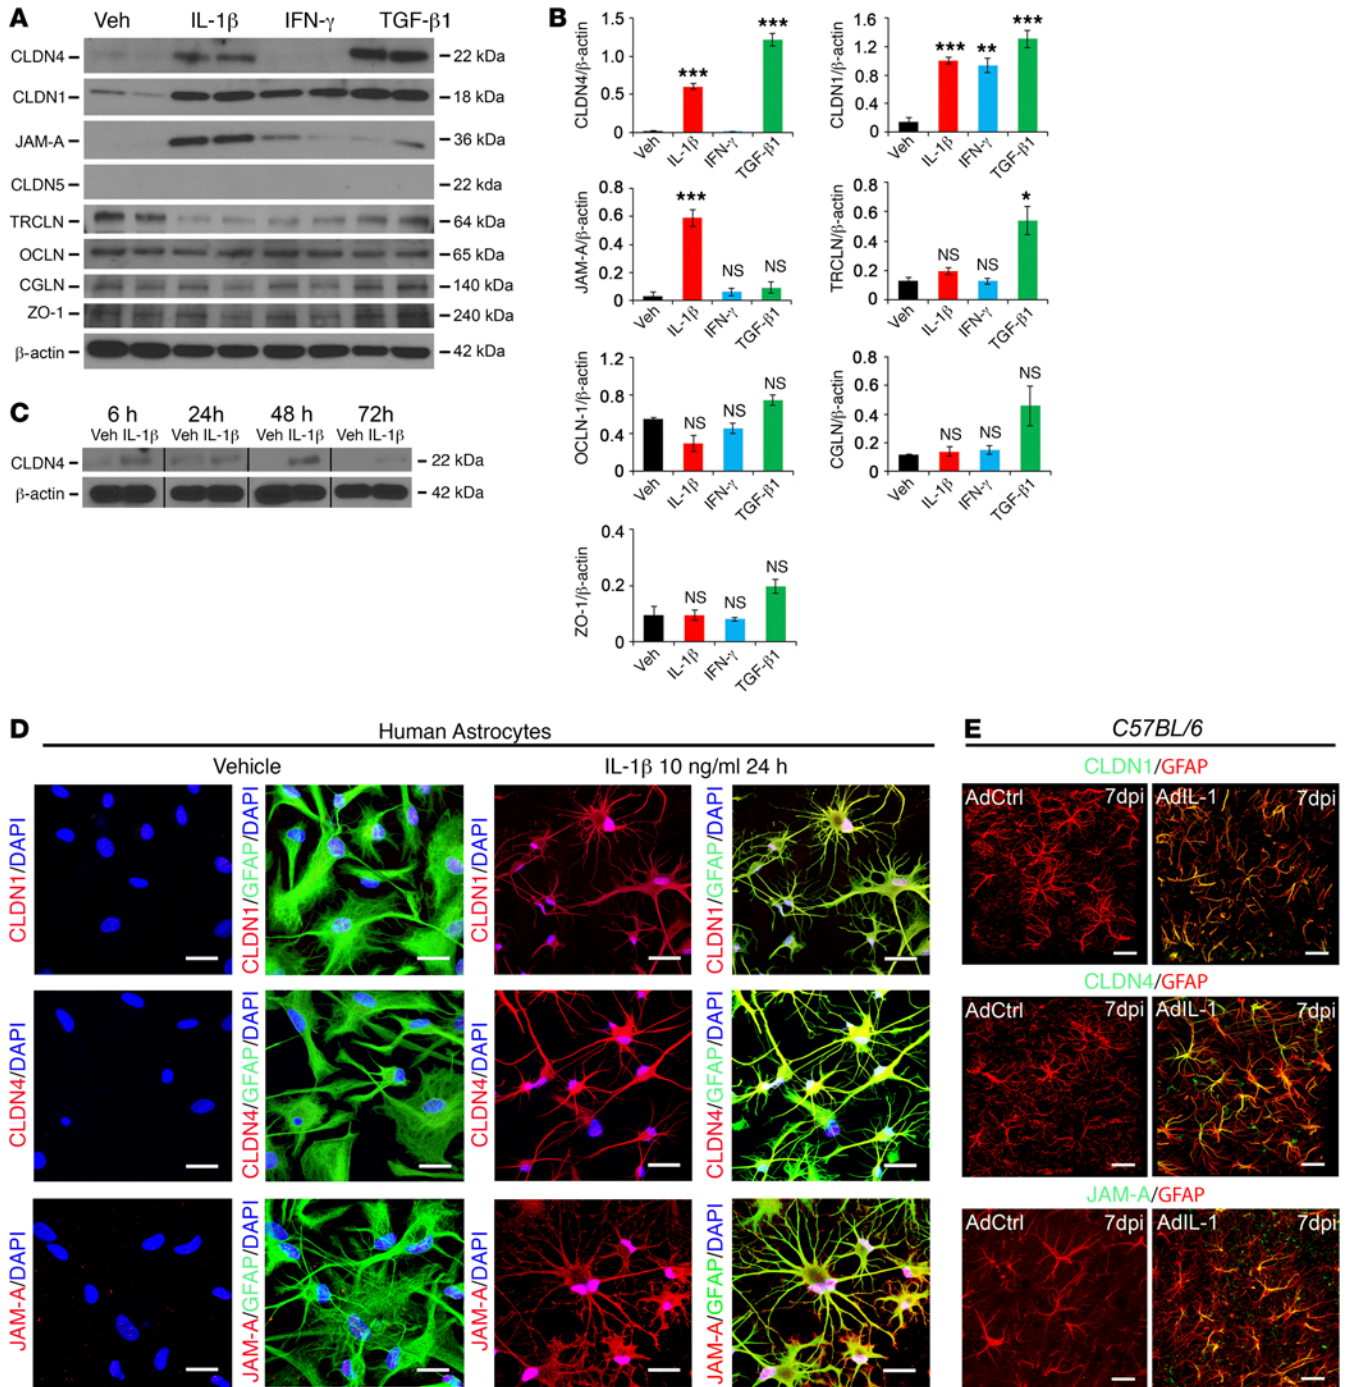 A
Veh IL-1β IFN-γ TGF-β1
CLDN4 22 kDa
CLDN1 18 kDa
JAM-A 36 kDa
CLDN5 22 kda
TRCLN 64 kDa
OCLN 65 kDa
CGLN 140 kDa
ZO-1 240 kDa
β-actin 42 kDa
B
CLDN4/β-actin
1.5
1.0
0.5
0
***
***
Veh IL-1β IFN-γ TGF-β1
CLDN1/β-actin
1.6
1.2
0.8
0.4
0
***
**
***
Veh IL-1β IFN-γ TGF-β1
JAM-A/β-actin
0.8
0.6
0.4
0.2
0
***
NS
NS
Veh IL-1β IFN-γ TGF-β1
TRCLN/β-actin
0.8
0.6
0.4
0.2
0
NS
NS
*
Veh IL-1β IFN-γ TGF-β1
OCLN-1/β-actin
1.2
0.8
0.4
0
NS
NS
NS
Veh IL-1β IFN-γ TGF-β1
CGLN/β-actin
0.8
0.6
0.4
0.2
0
NS
NS
NS
Veh IL-1β IFN-γ TGF-β1
ZO-1/β-actin
0.4
0.2
0
NS
NS
NS
Veh IL-1β IFN-γ TGF-β1
C
6 h 24h 48 h 72h
Veh IL-1β Veh IL-1β Veh IL-1β Veh IL-1β
CLDN4 22 kDa
β-actin 42 kDa
D
Human Astrocytes
Vehicle IL-1β 10 ng/ml 24 h
CLDN1/DAPI
CLDN1/GFAP/DAPI
CLDN1/DAPI
CLDN1/GFAP/DAPI
CLDN4/DAPI
CLDN4/GFAP/DAPI
CLDN4/DAPI
CLDN4/GFAP/DAPI
JAM-A/DAPI
JAM-A/GFAP/DAPI
JAM-A/DAPI
JAM-A/GFAP/DAPI
E
C57BL/6
CLDN1/GFAP
AdCtrl 7dpi AdIL-1 7dpi
CLDN4/GFAP
AdCtrl 7dpi AdIL-1 7dpi
JAM-A/GFAP
AdCtrl 7dpi AdIL-1 7dpi